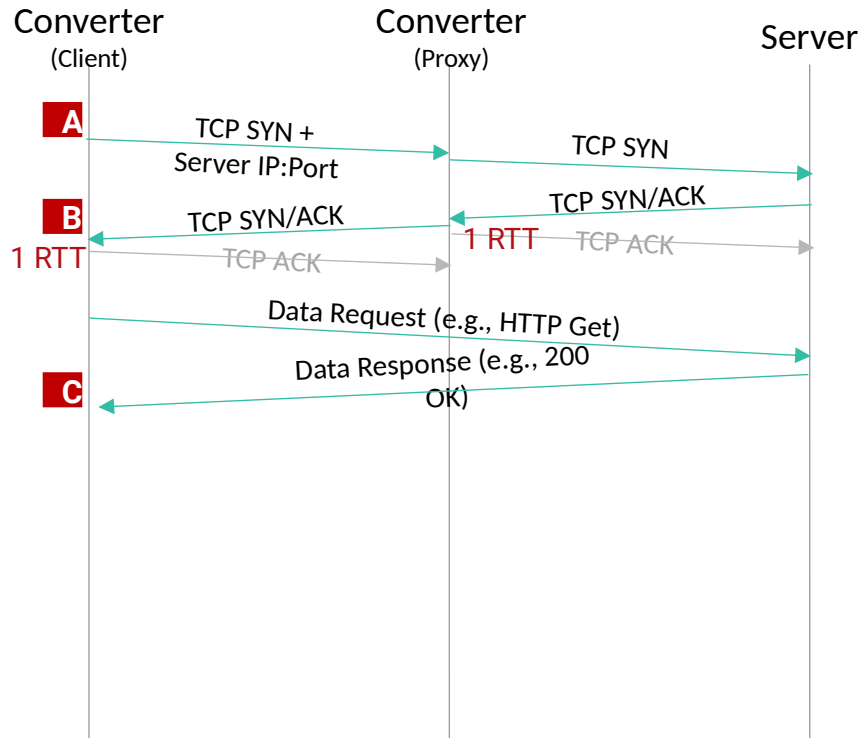 Converter
(Client)
Converter
(Proxy)
Server
A
TCP SYN +
Server IP:Port
TCP SYN
B
TCP SYN/ACK
TCP SYN/ACK
1 RTT
1 RTT
TCP ACK
TCP ACK
Data Request (e.g., HTTP Get)
Data Response (e.g., 200
OK)
C